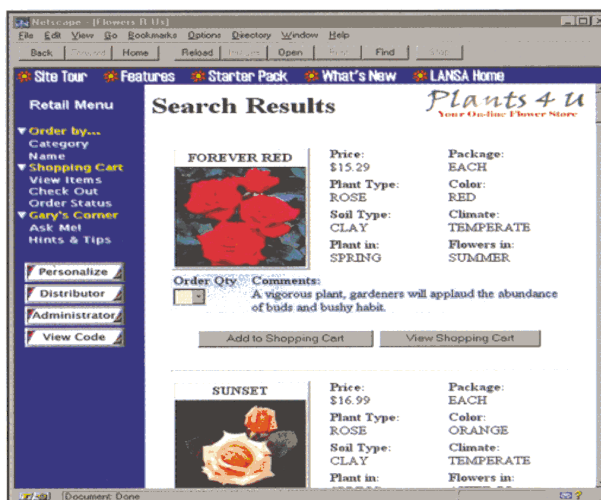 Netscape - [Flowers R Us]
File Edit View Go Bookmarks Options Directory Window Help
Back Forward Home Reload Images Open Print Find Stop
Site Tour Features Starter Pack What's New LANSA Home
Retail Menu
Order by...
Category
Name
Shopping Cart
View Items
Check Out
Order Status
Gary's Corner
Ask Me!
Hints & Tips
Personalize
Distributor
Administrator
View Code
Search Results
Plants 4 U
Your On-line Flower Store
FOREVER RED
Price: Package:
$15.29 EACH
Plant Type: Color:
ROSE RED
Soil Type: Climate:
CLAY TEMPERATE
Plant in: Flowers in:
SPRING SUMMER
Order Qty Comments:
A vigorous plant, gardeners will applaud the abundance
of buds and bushy habit.
Add to Shopping Cart View Shopping Cart
SUNSET
Price: Package:
$16.99 EACH
Plant Type: Color:
ROSE ORANGE
Soil Type: Climate:
CLAY TEMPERATE
Plant in: Flowers in:
Document: Done